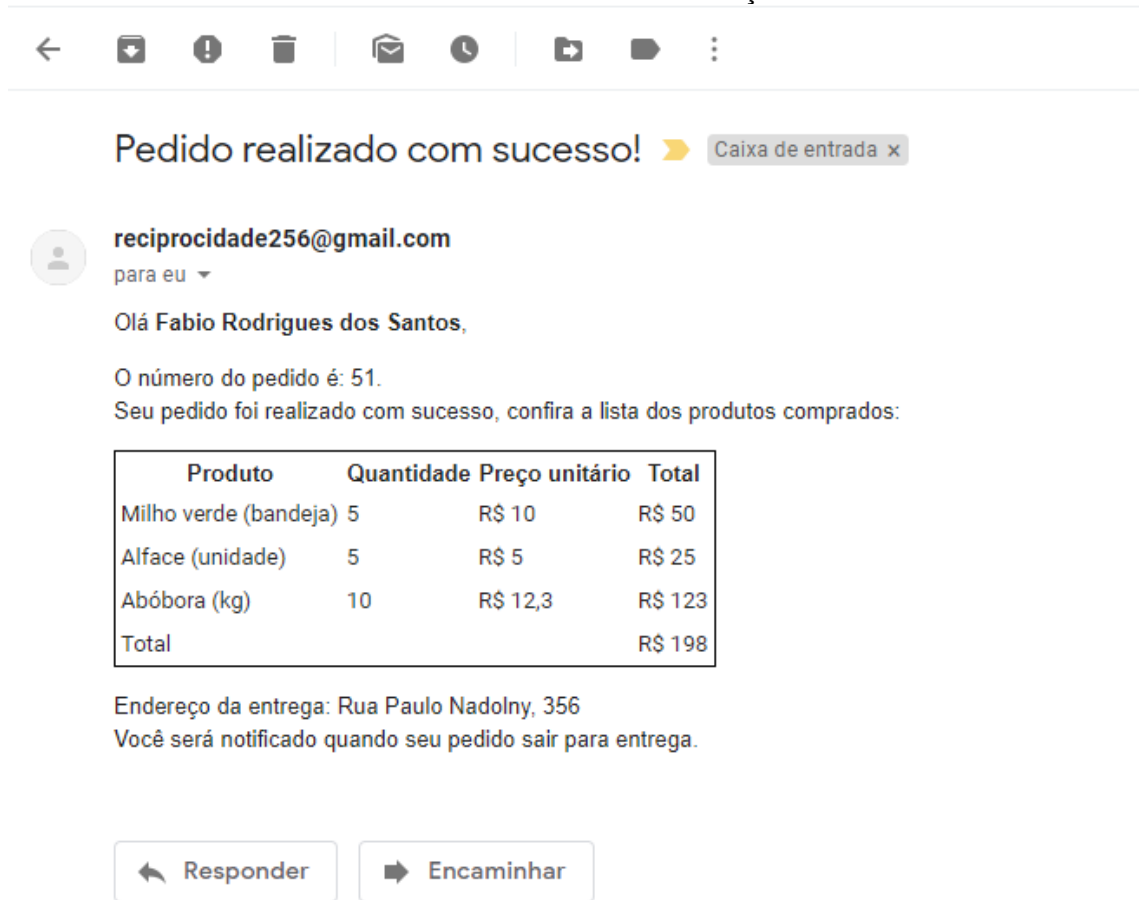 Pedido realizado com sucesso! Caixa de entrada x
reciprocidade256@gmail.com
para eu
Olá Fabio Rodrigues dos Santos,
O número do pedido é: 51.
Seu pedido foi realizado com sucesso, confira a lista dos produtos comprados:
Produto Quantidade Preço unitário Total
Milho verde (bandeja) 5 R$ 10 R$ 50
Alface (unidade) 5 R$ 5 R$ 25
Abóbora (kg) 10 R$ 12,3 R$ 123
Total R$ 198
Endereço da entrega: Rua Paulo Nadolny, 356
Você será notificado quando seu pedido sair para entrega.
Responder Encaminhar